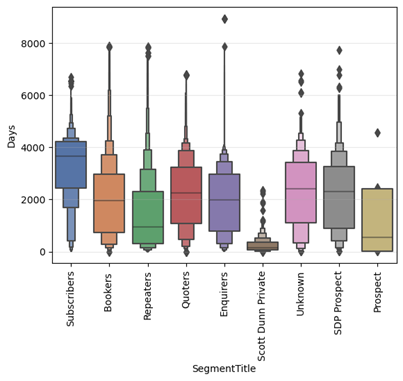 8000
6000
4000
2000
0
Days
Subscribers
Bookers
Repeaters
Quoters
Enquirers
Scott Dunn Private
Unknown
SDP Prospect
Prospect
SegmentTitle